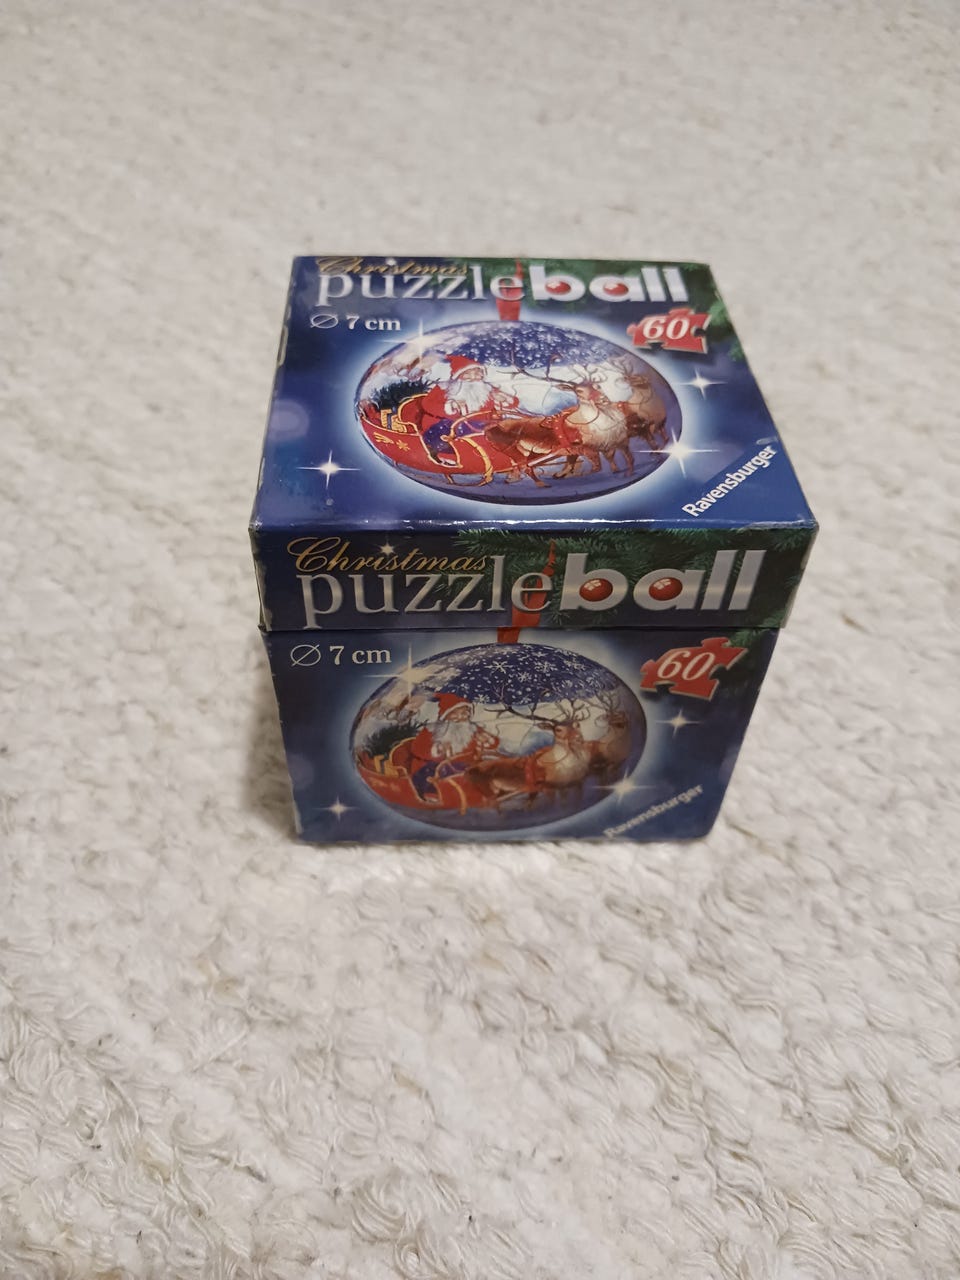 Christmas
puzzleball
Ø 7 cm
60
Ravensburger
Christmas
puzzleball
Ø 7 cm
60
Ravensburger